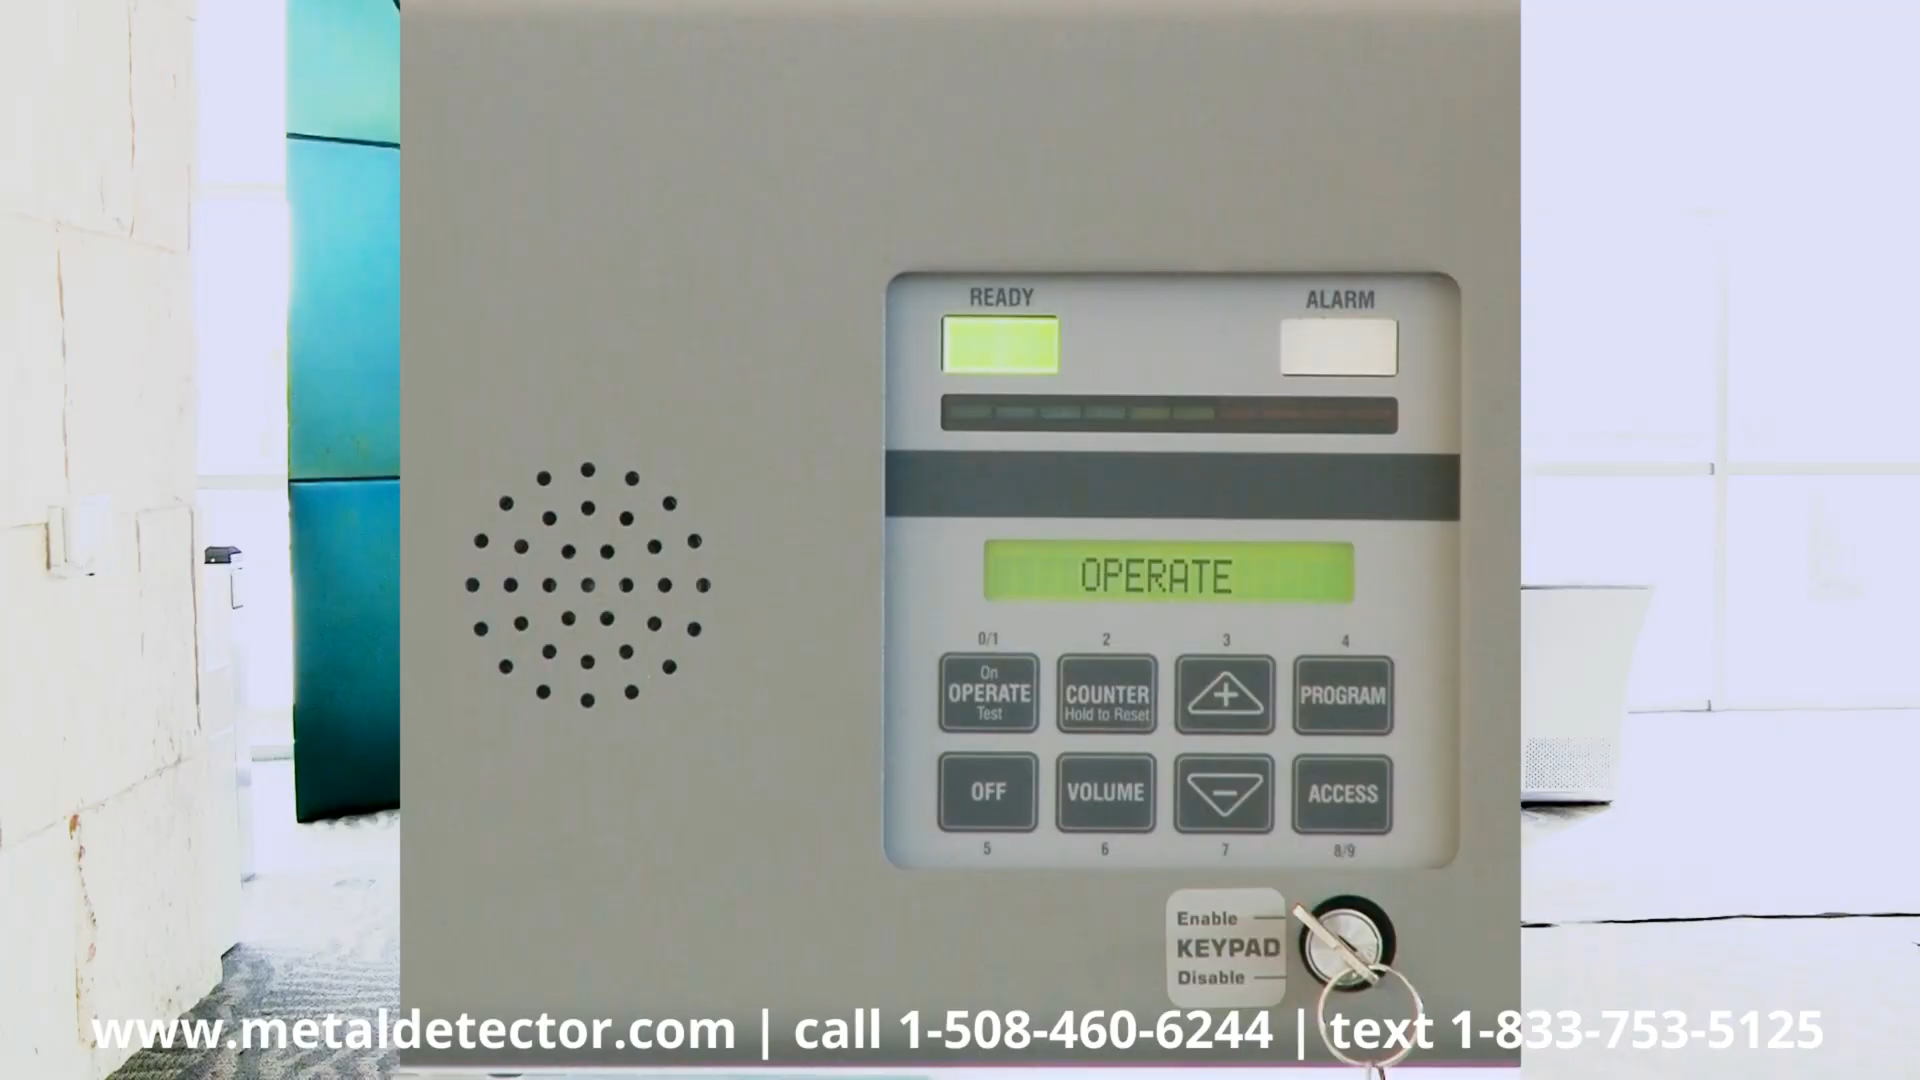 READY
ALARM
OPERATE
0/1
2
3
4
On
OPERATE
Test
COUNTER
Hold to Reset
+
PROGRAM
OFF
VOLUME
-
ACCESS
5
6
7
8/9
Enable
KEYPAD
Disable
www.metaldetector.com | call 1-508-460-6244 | text 1-833-753-5125